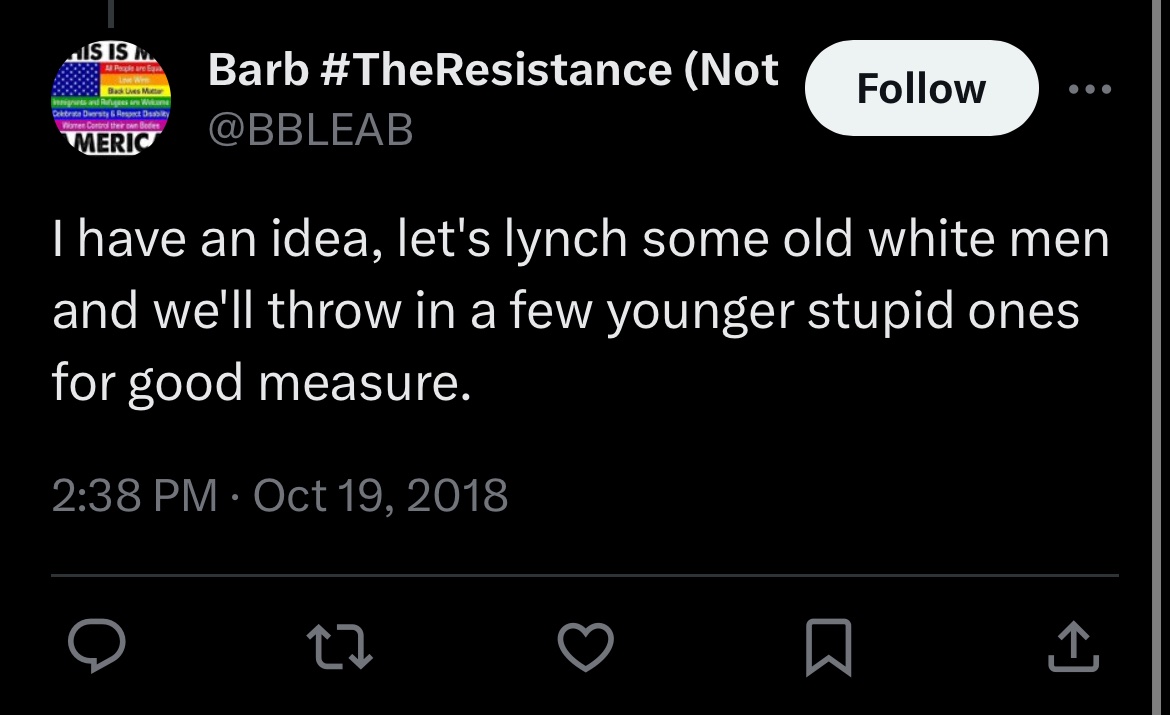 HIS IS
All People are Equal
Love Wins
Black Lives Matter
Immigrants and Refugees are Welcome
Celebrate Diversity & Respect Disability
Women Control their own Bodies
MERIC
Barb #TheResistance (Not
@BBLEAB
Follow
I have an idea, let's lynch some old white men
and we'll throw in a few younger stupid ones
for good measure.
2:38 PM · Oct 19, 2018